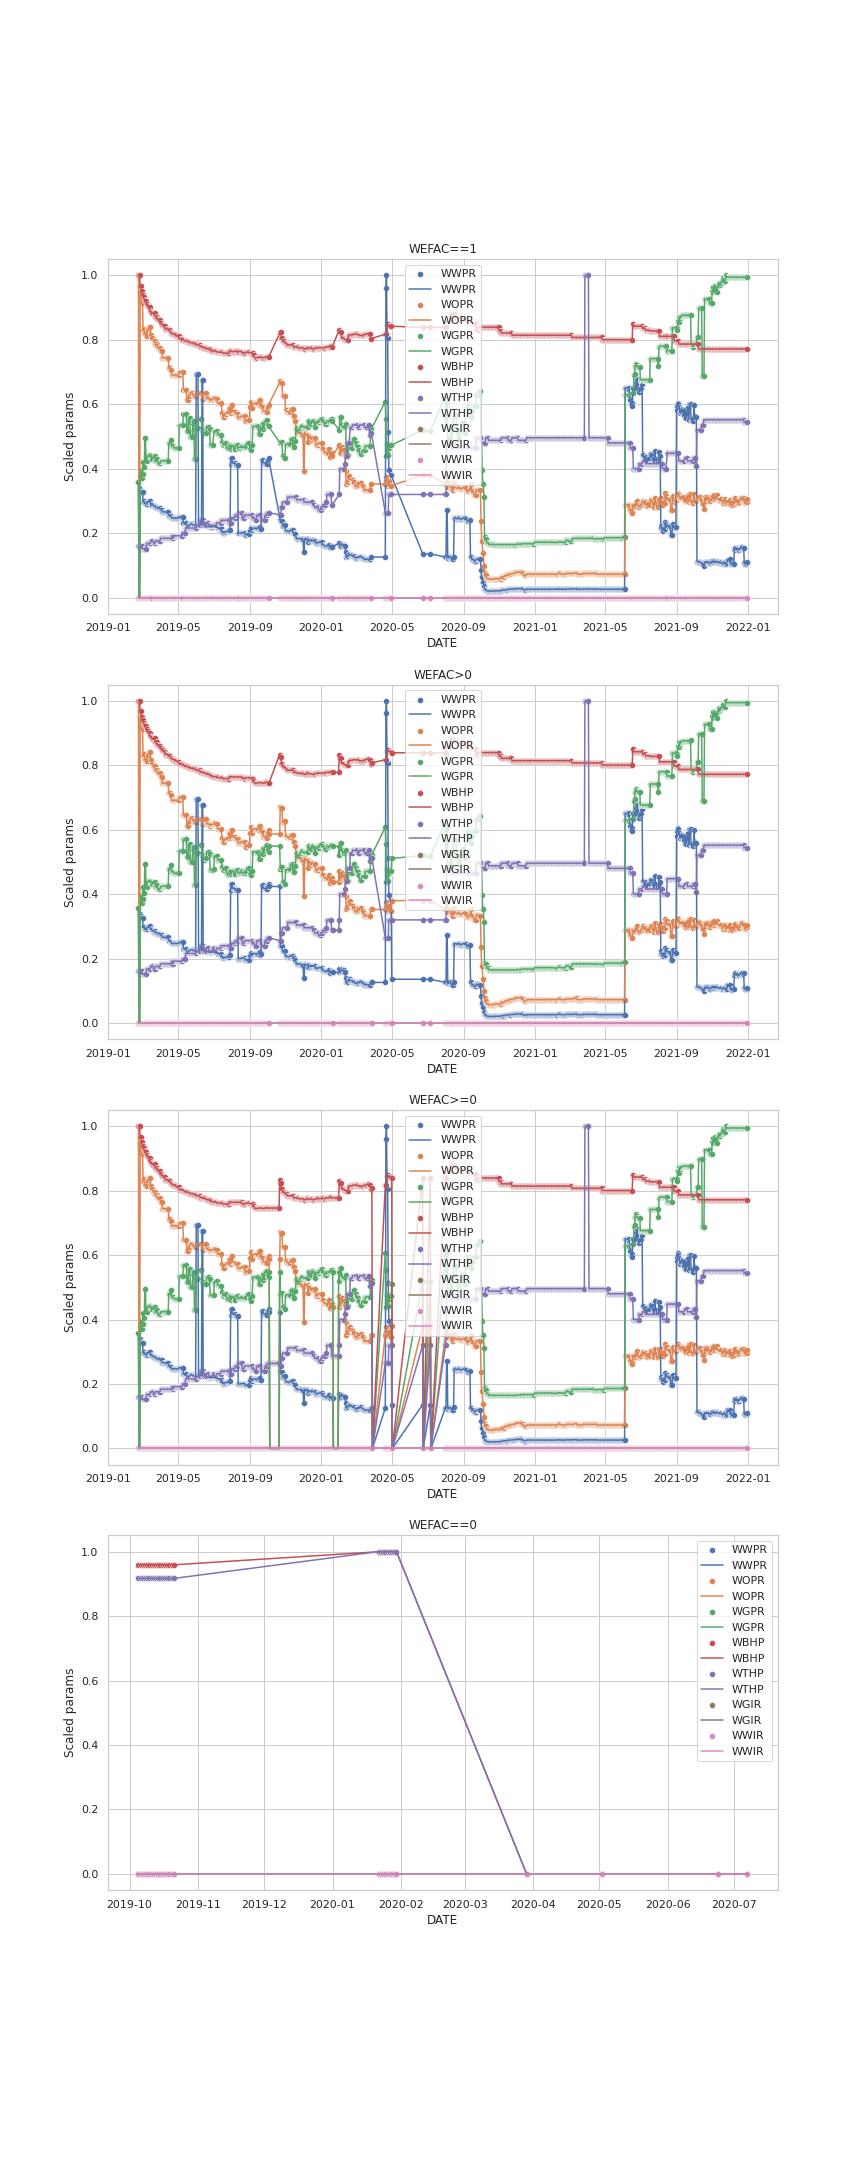 WEFAC==1
Scaled params
1.0
0.8
0.6
0.4
0.2
0.0
WWPR
WWPR
WOPR
WOPR
WGPR
WGPR
WBHP
WBHP
WTHP
WTHP
WGIR
WGIR
WWIR
WWIR
2019-01 2019-05 2019-09 2020-01 2020-05 2020-09 2021-01 2021-05 2021-09 2022-01
DATE
WEFAC>0
Scaled params
1.0
0.8
0.6
0.4
0.2
0.0
WWPR
WWPR
WOPR
WOPR
WGPR
WGPR
WBHP
WBHP
WTHP
WTHP
WGIR
WGIR
WWIR
WWIR
2019-01 2019-05 2019-09 2020-01 2020-05 2020-09 2021-01 2021-05 2021-09 2022-01
DATE
WEFAC>=0
Scaled params
1.0
0.8
0.6
0.4
0.2
0.0
WWPR
WWPR
WOPR
WOPR
WGPR
WGPR
WBHP
WBHP
WTHP
WTHP
WGIR
WGIR
WWIR
WWIR
2019-01 2019-05 2019-09 2020-01 2020-05 2020-09 2021-01 2021-05 2021-09 2022-01
DATE
WEFAC==0
Scaled params
1.0
0.8
0.6
0.4
0.2
0.0
WWPR
WWPR
WOPR
WOPR
WGPR
WGPR
WBHP
WBHP
WTHP
WTHP
WGIR
WGIR
WWIR
WWIR
2019-10 2019-11 2019-12 2020-01 2020-02 2020-03 2020-04 2020-05 2020-06 2020-07
DATE